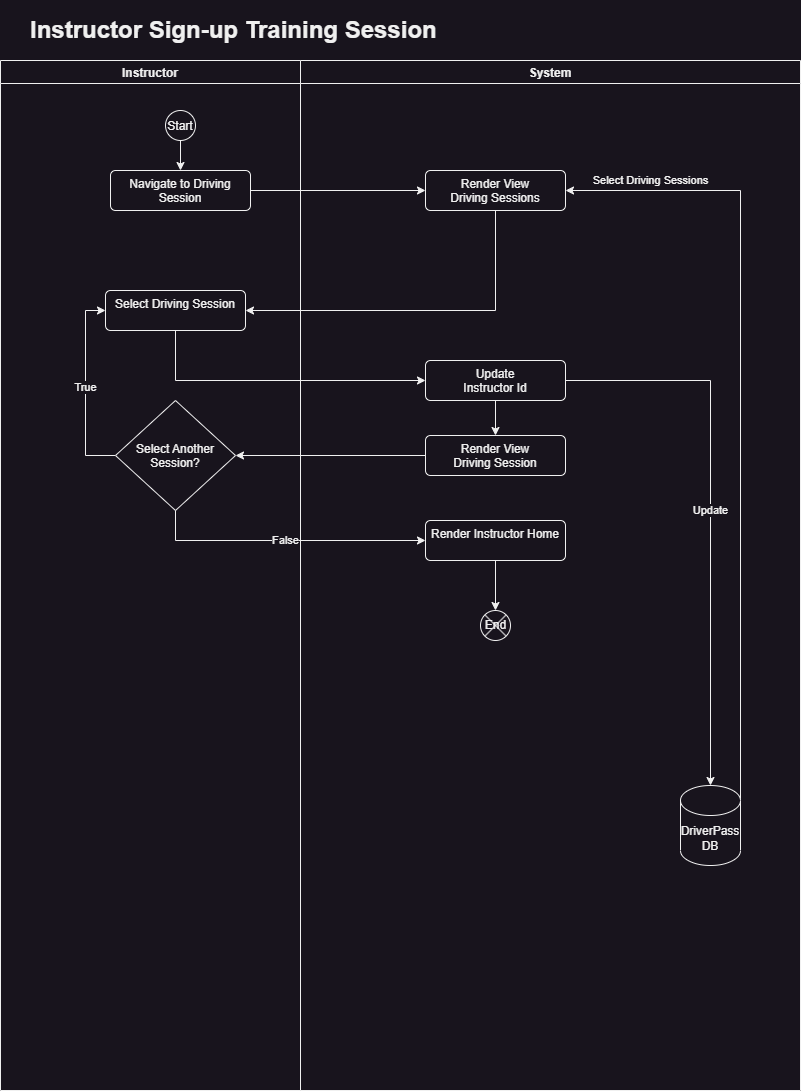 Instructor Sign-up Training Session
Instructor
System
Start
Navigate to Driving
Session
Render View
Driving Sessions
Select Driving Sessions
Select Driving Session
Update
Instructor Id
True
Select Another
Session?
Render View
Driving Session
Update
False
Render Instructor Home
End
DriverPass
DB